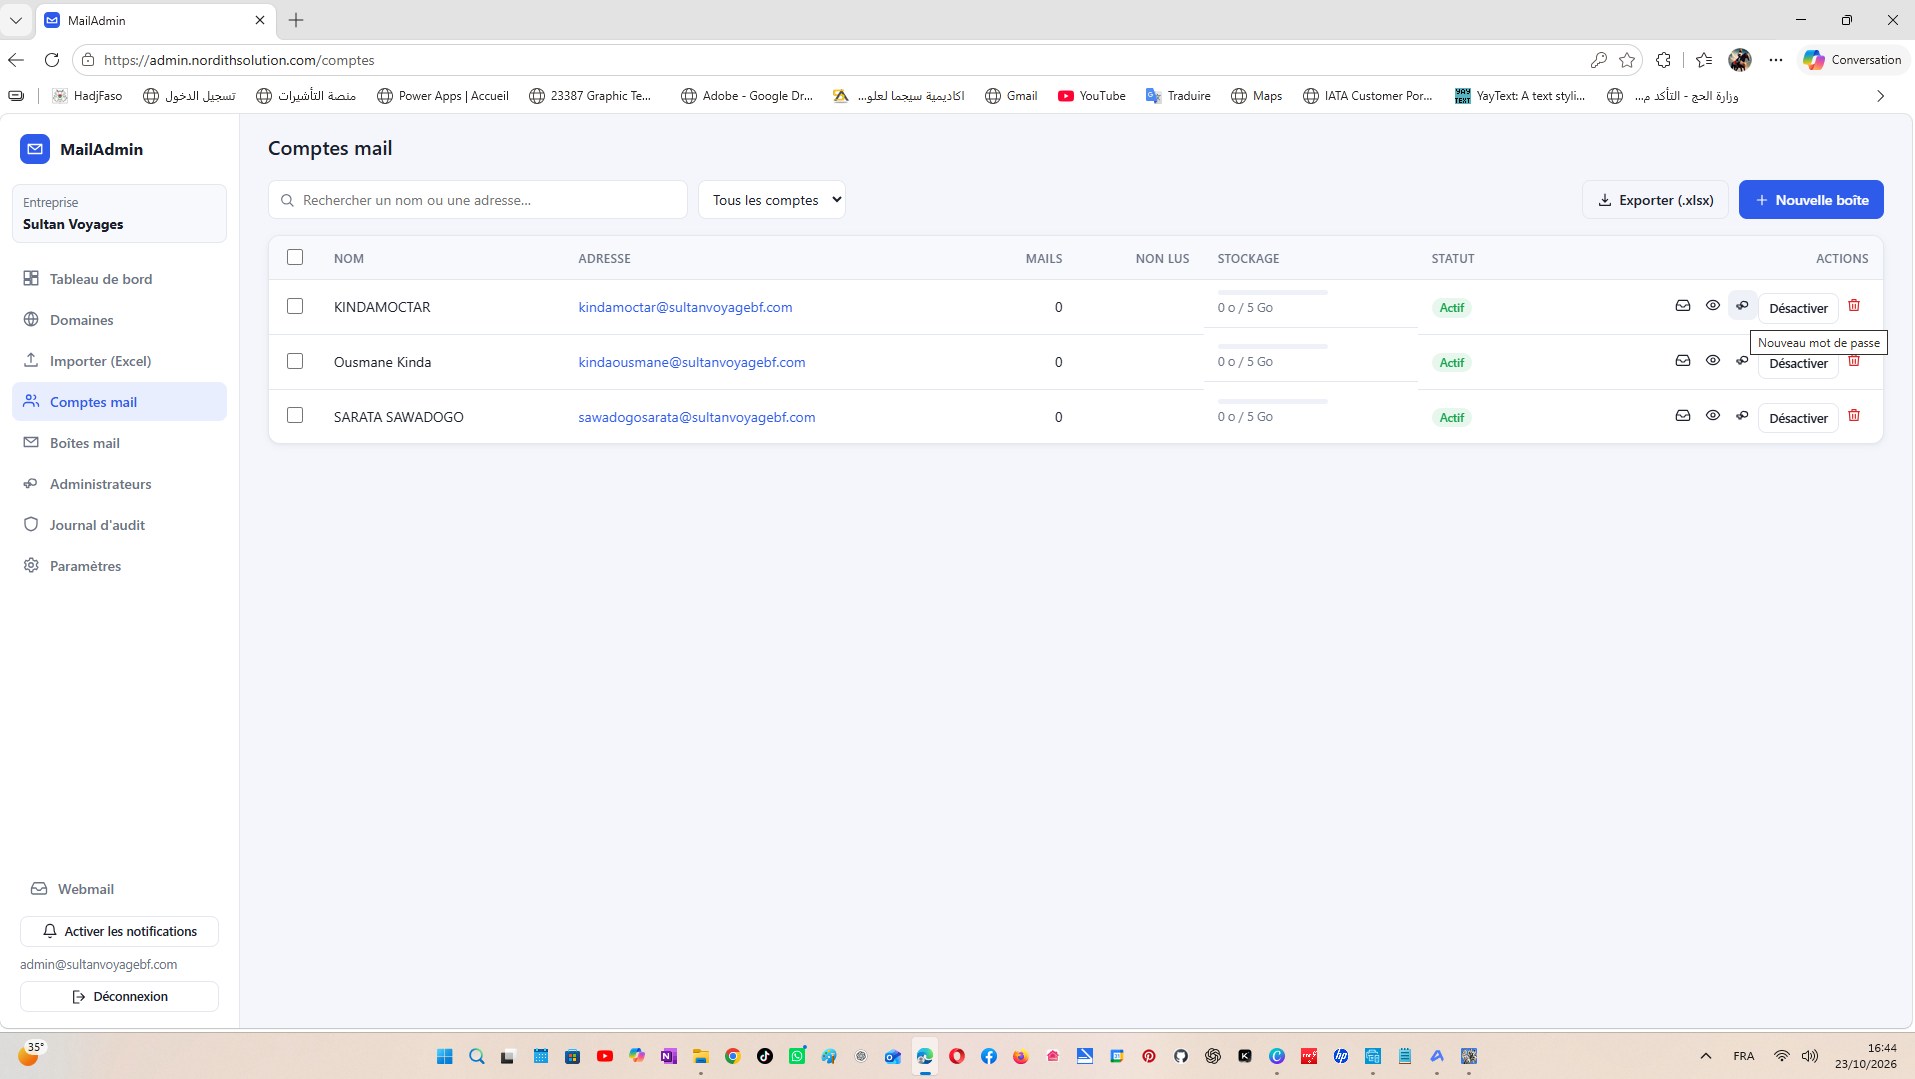 MailAdmin
https://admin.nordithsolution.com/comptes
Conversation
HadjFaso
تسجيل الدخول
منصة التأشيرات
Power Apps | Accueil
23387 Graphic Te...
Adobe - Google Dr...
اكاديمية سيجما لعلو...
Gmail
YouTube
Traduire
Maps
IATA Customer Por...
YAY TEXT
YayText: A text styli...
وزارة الحج - التأكد م...
MailAdmin
Entreprise
Sultan Voyages
Tableau de bord
Domaines
Importer (Excel)
Comptes mail
Boîtes mail
Administrateurs
Journal d'audit
Paramètres
Webmail
Activer les notifications
admin@sultanvoyagebf.com
Déconnexion
Comptes mail
Rechercher un nom ou une adresse...
Tous les comptes
Exporter (.xlsx)
Nouvelle boîte
NOM ADRESSE MAILS NON LUS STOCKAGE STATUT ACTIONS
KINDAMOCTAR kindamoctar@sultanvoyagebf.com 0 0 o / 5 Go Actif Désactiver
Nouveau mot de passe
Ousmane Kinda kindaousmane@sultanvoyagebf.com 0 0 o / 5 Go Actif Désactiver
SARATA SAWADOGO sawadogosarata@sultanvoyagebf.com 0 0 o / 5 Go Actif Désactiver
35°
FRA
16:44
23/10/2026